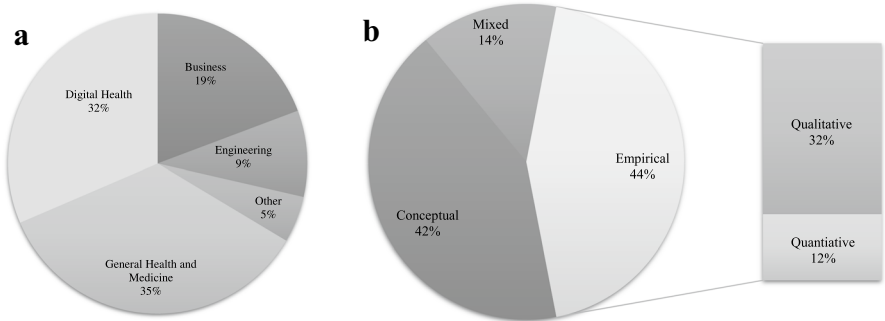 a
Business
19%
Digital Health
32%
Engineering
9%
Other
5%
General Health and
Medicine
35%
b
Mixed
14%
Empirical
44%
Conceptual
42%
Qualitative
32%
Quantiative
12%